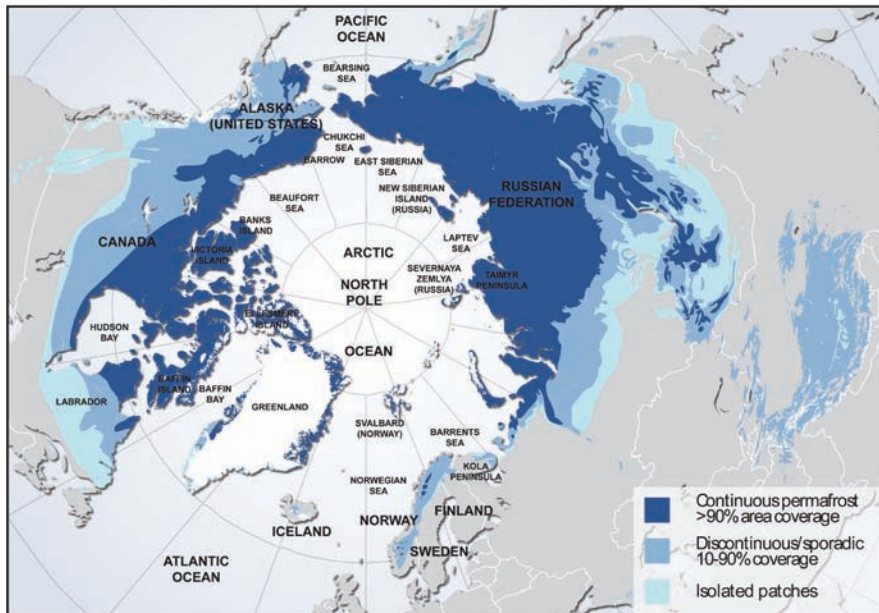 PACIFIC
OCEAN
BEARSING
SEA
ALASKA
(UNITED STATES)
CHUKCHI
SEA
BARROW
EAST SIBERIAN
SEA
NEW SIBERIAN
ISLAND
(RUSSIA)
RUSSIAN
FEDERATION
BEAUFORT
SEA
BANKS
ISLAND
CANADA
VICTORIA
ISLAND
LAPTEV
SEA
ARCTIC
SEVERNAYA
ZEMLYA
(RUSSIA)
TAIMYR
PENINSULA
NORTH
POLE
ELLESMERE
ISLAND
HUDSON
BAY
OCEAN
BAFFIN
ISLAND
BAFFIN
BAY
LABRADOR
GREENLAND
SVALBARD
(NORWAY)
BARRENTS
SEA
KOLA
PENINSULA
NORWEGIAN
SEA
FINLAND
ICELAND
NORWAY
SWEDEN
ATLANTIC
OCEAN
Continuous permafrost
>90% area coverage
Discontinuous/sporadic
10-90% coverage
Isolated patches